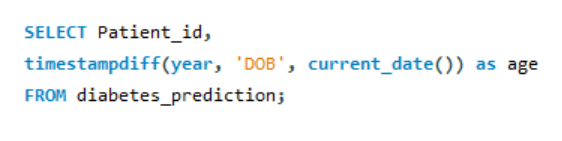 SELECT Patient_id,
timestampdiff(year, 'DOB', current_date()) as age
FROM diabetes_prediction;